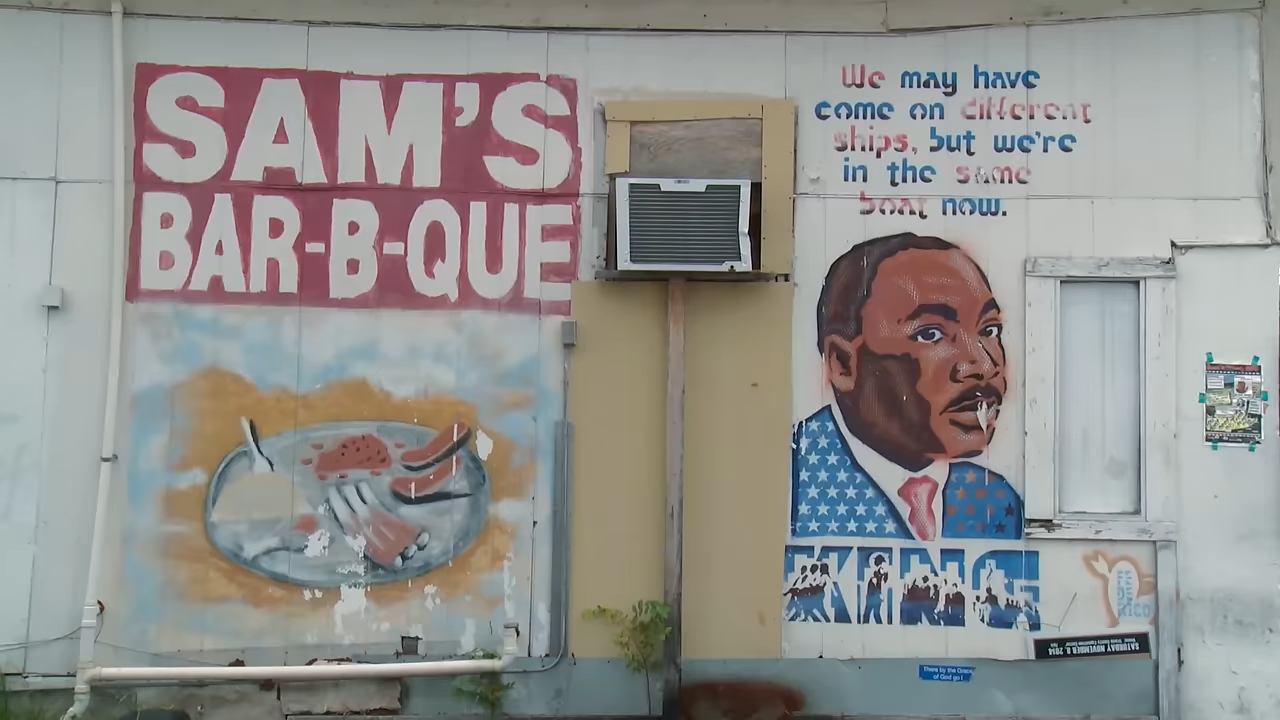 SAM'S
BAR-B-QUE
We may have
come on different
ships, but we're
in the same
boat now.
KING
SATURDAY NOVEMBER 8, 2014
There by the Grace
of God go I